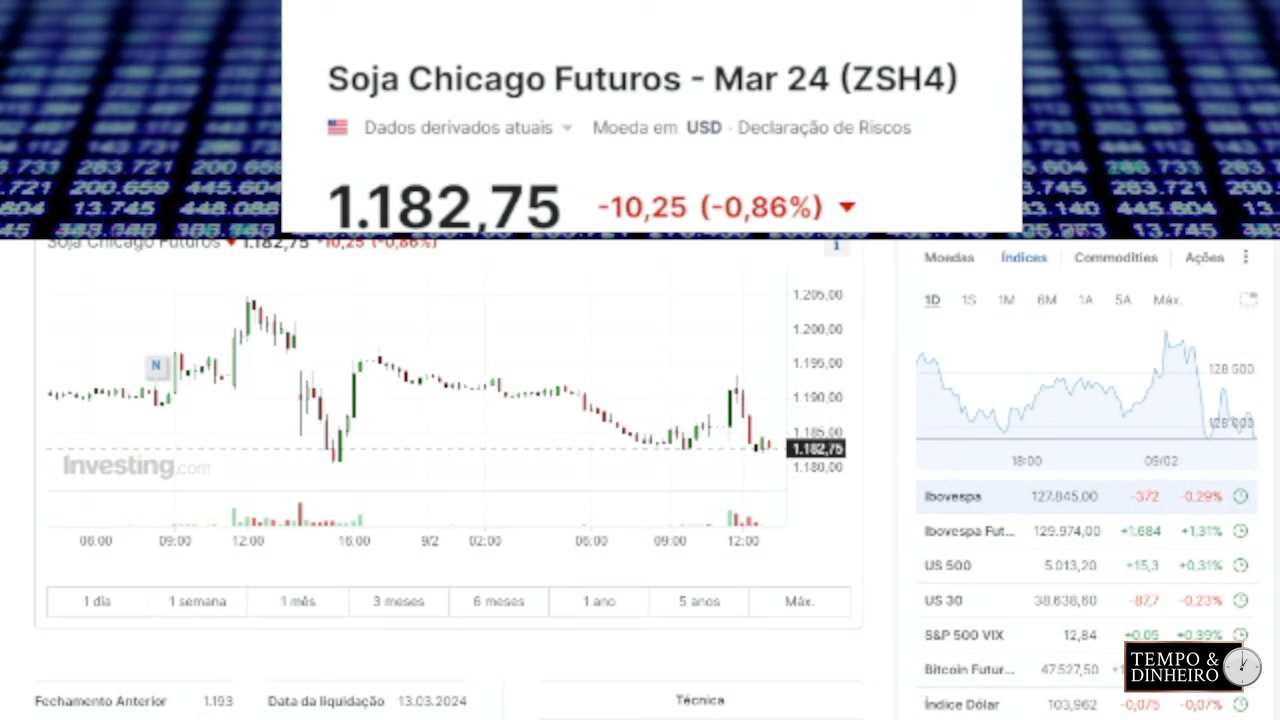 Soja Chicago Futuros - Mar 24 (ZSH4)
Dados derivados atuais Moeda em USD · Declaração de Riscos
1.182,75 -10,25 (-0,86%)
Soja Chicago Futuros 1.182,75 -10,25 (-0,86%)
N
1.205,00
1.200,00
1.195,00
1.190,00
1.185,00
1.182,75
1.180,00
Investing.com
06:00 09:00 12:00 16:00 9/2 02:00 06:00 09:00 12:00
1 dia 1 semana 1 mês 3 meses 6 meses 1 ano 5 anos Máx.
Fechamento Anterior 1.193 Data da liquidação 13.03.2024 Técnica
Moedas Índices Commodities Ações
1D 1S 1M 6M 1A 5A Máx.
128 500
128 000
18:00 09/02
Ibovespa 127.845,00 -372 -0,29%
Ibovespa Fut... 129.974,00 +1.684 +1,31%
US 500 5.013,20 +15,3 +0,31%
US 30 38.638,60 -87,7 -0,23%
S&P 500 VIX 12,84 +0,05 +0,39%
Bitcoin Futur... 47.527,50
Índice Dólar 103,962 -0,075 -0,07%
TEMPO &
DINHEIRO